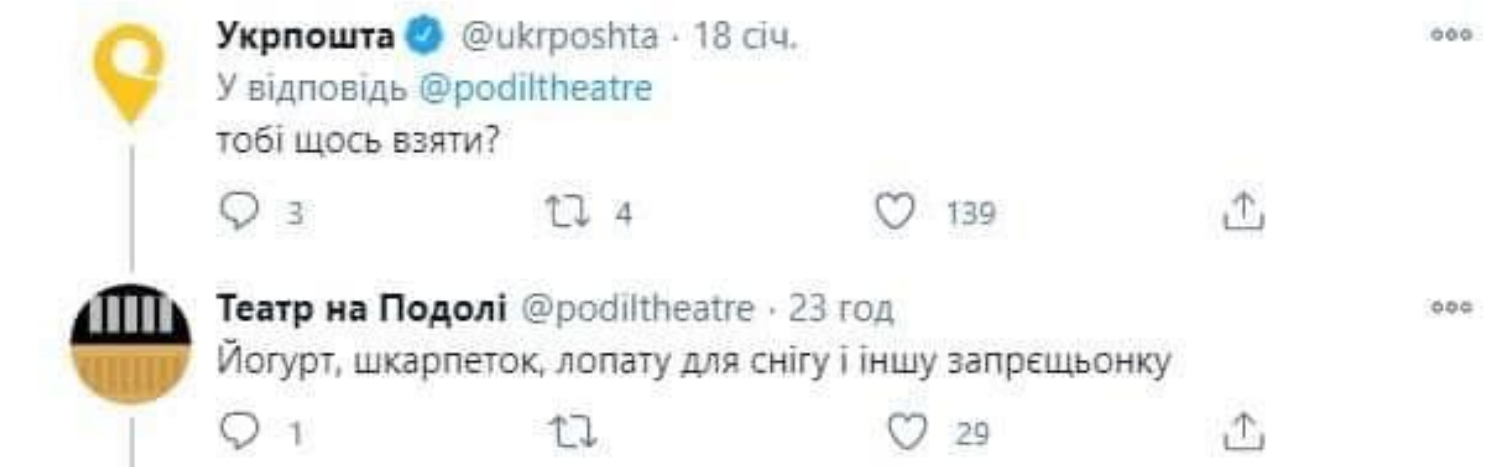 Укрпошта @ukrposhta · 18 січ.
У відповідь @podiltheatre
тобі щось взяти?
3 4 139
Театр на Подолі @podiltheatre · 23 год
Йогурт, шкарпеток, лопату для снігу і іншу запрєщьонку
1 29